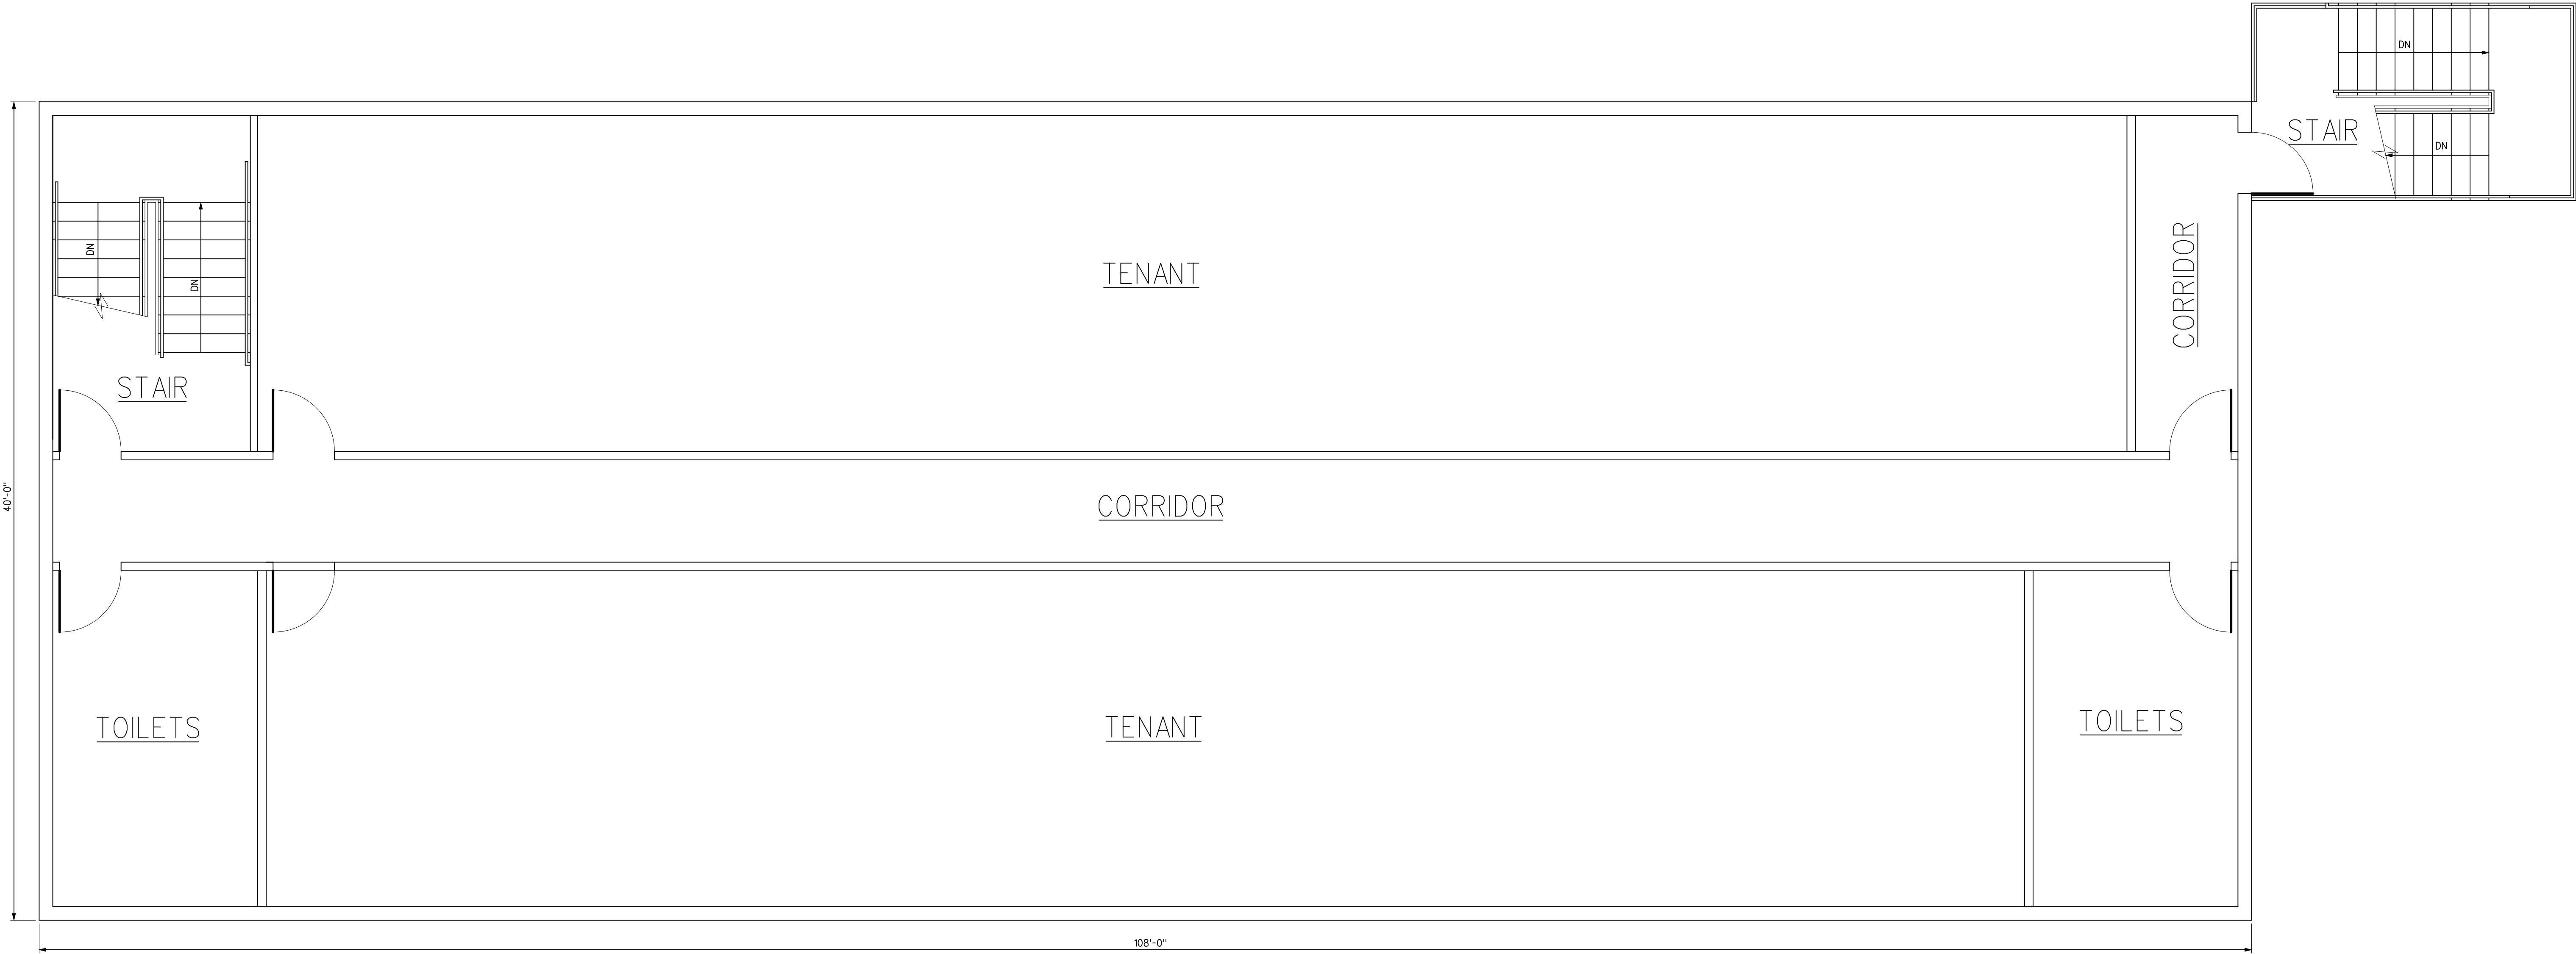 DN
STAIR
DN
DN
DN
TENANT
CORRIDOR
STAIR
40'-0"
CORRIDOR
TOILETS
TENANT
TOILETS
108'-0"